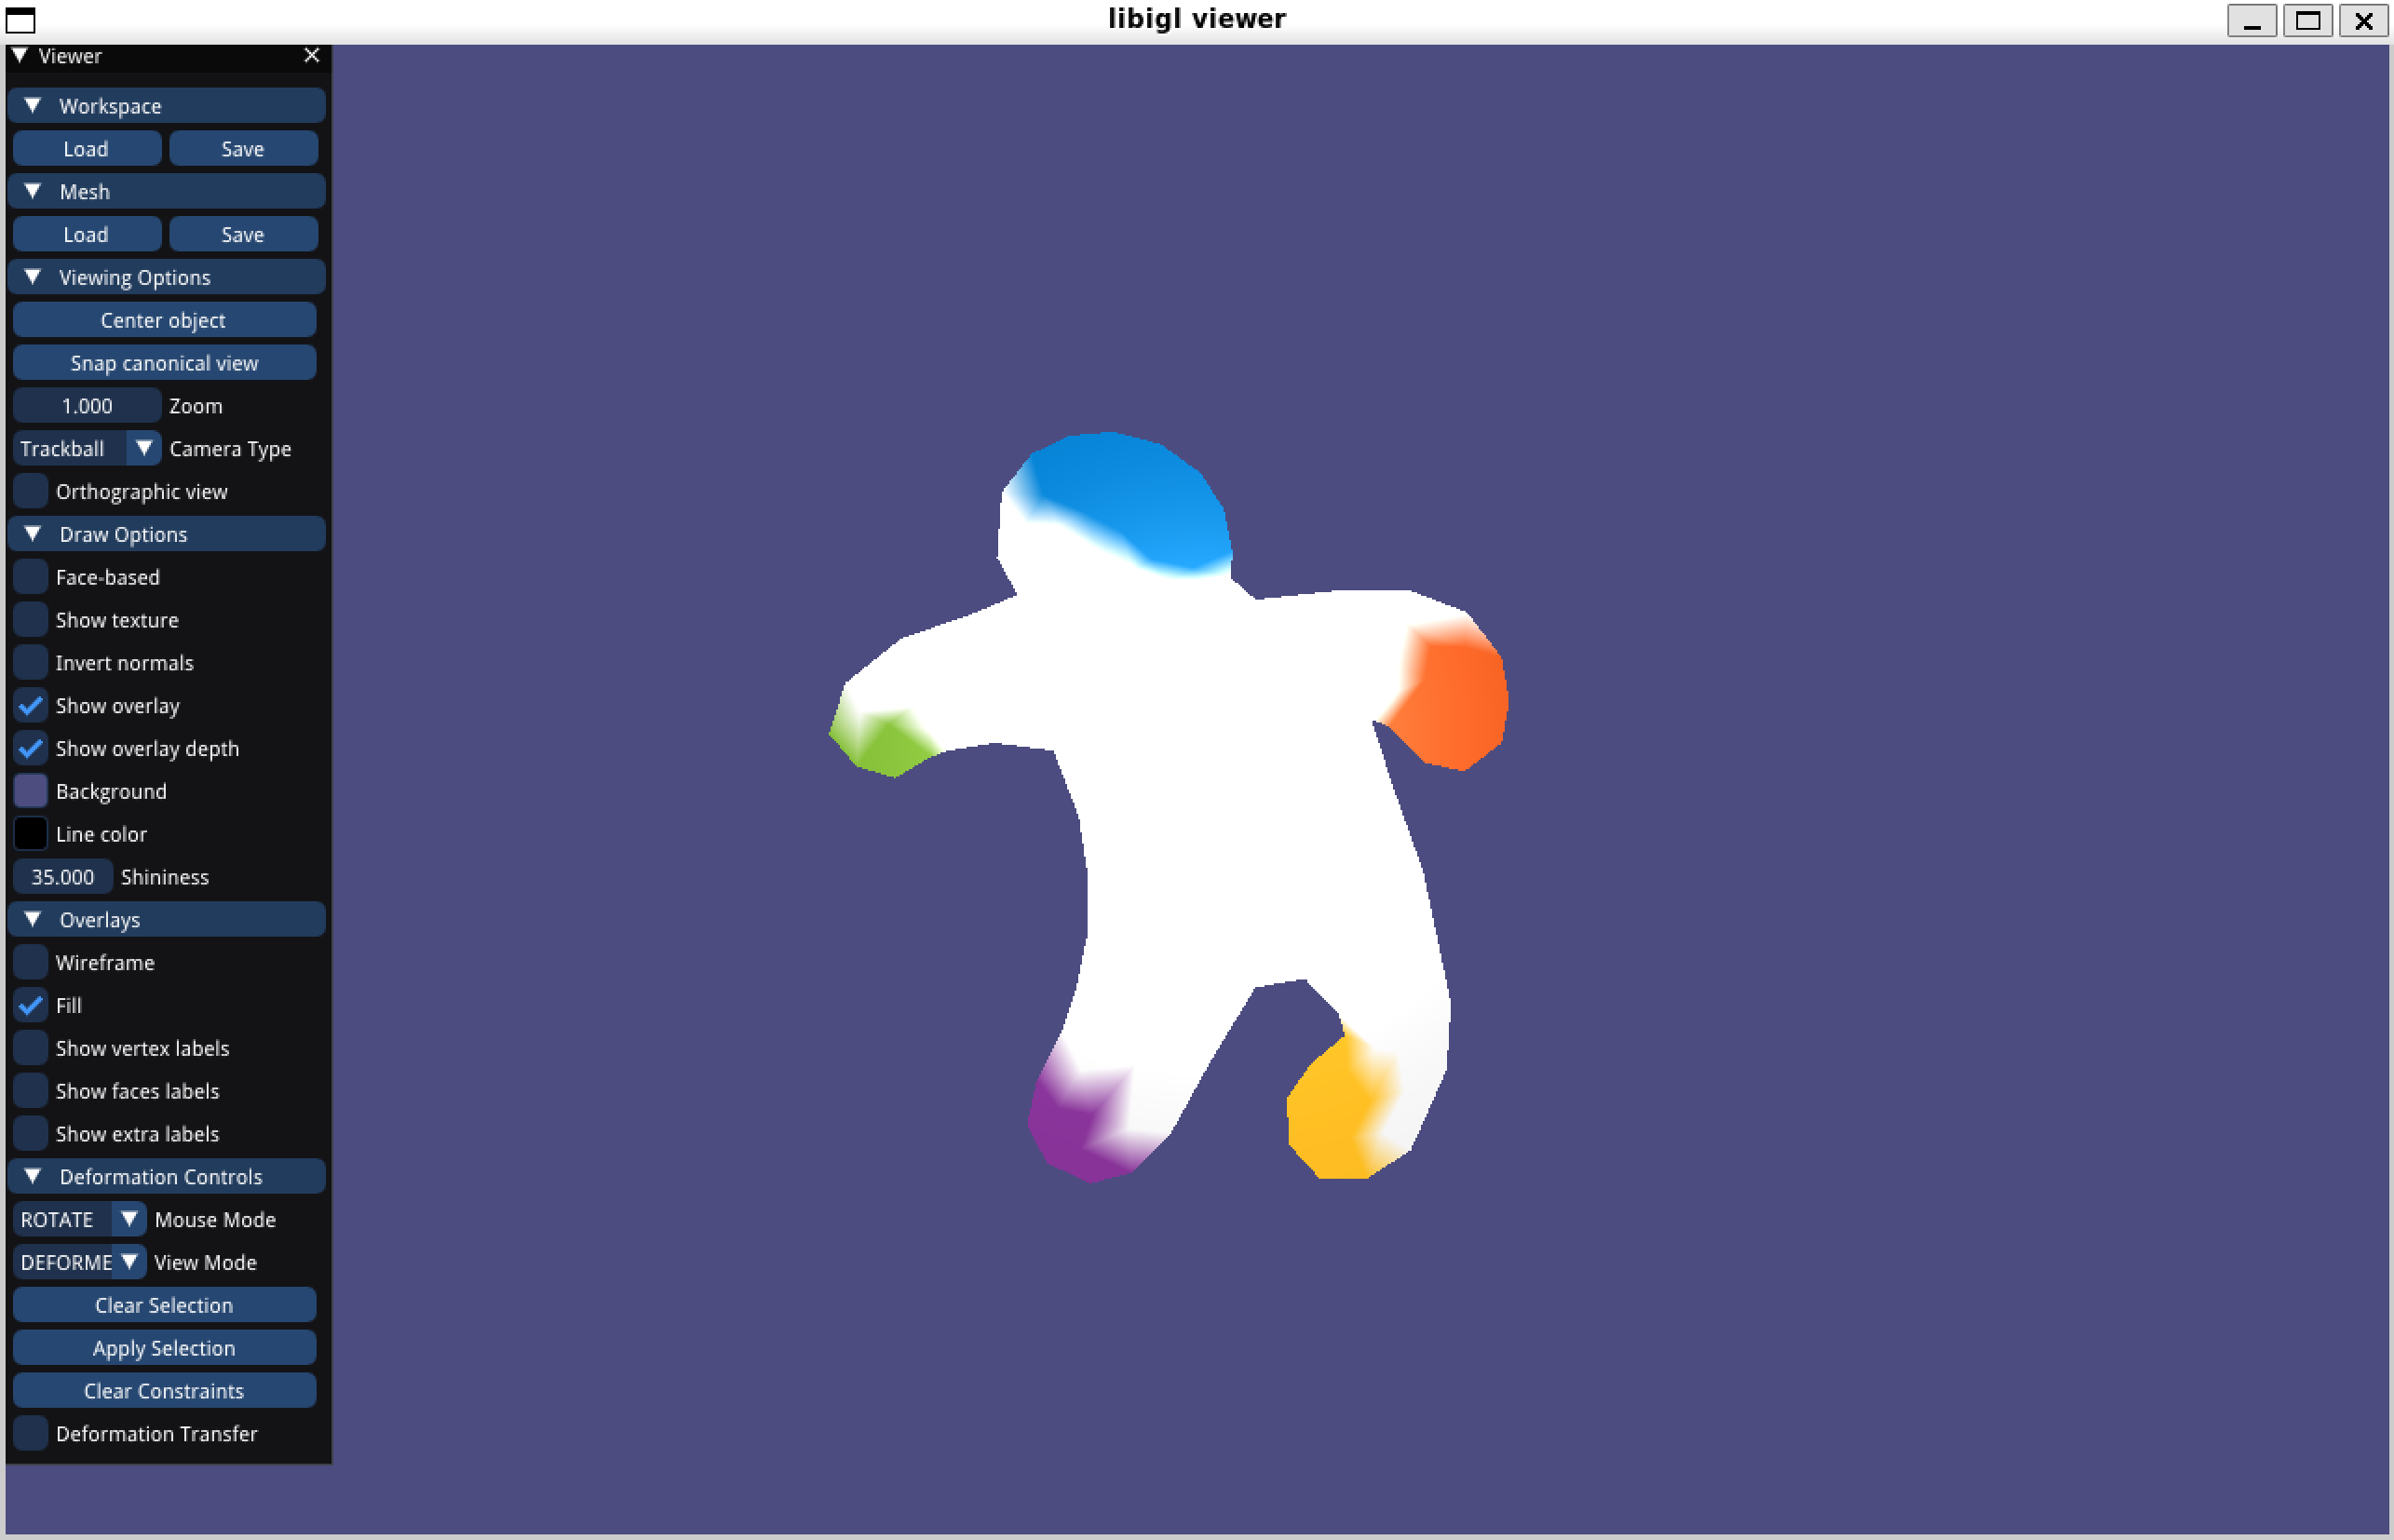 libigl viewer
Viewer
Workspace
Load Save
Mesh
Load Save
Viewing Options
Center object
Snap canonical view
1.000 Zoom
Trackball Camera Type
Orthographic view
Draw Options
Face-based
Show texture
Invert normals
Show overlay
Show overlay depth
Background
Line color
35.000 Shininess
Overlays
Wireframe
Fill
Show vertex labels
Show faces labels
Show extra labels
Deformation Controls
ROTATE Mouse Mode
DEFORME View Mode
Clear Selection
Apply Selection
Clear Constraints
Deformation Transfer